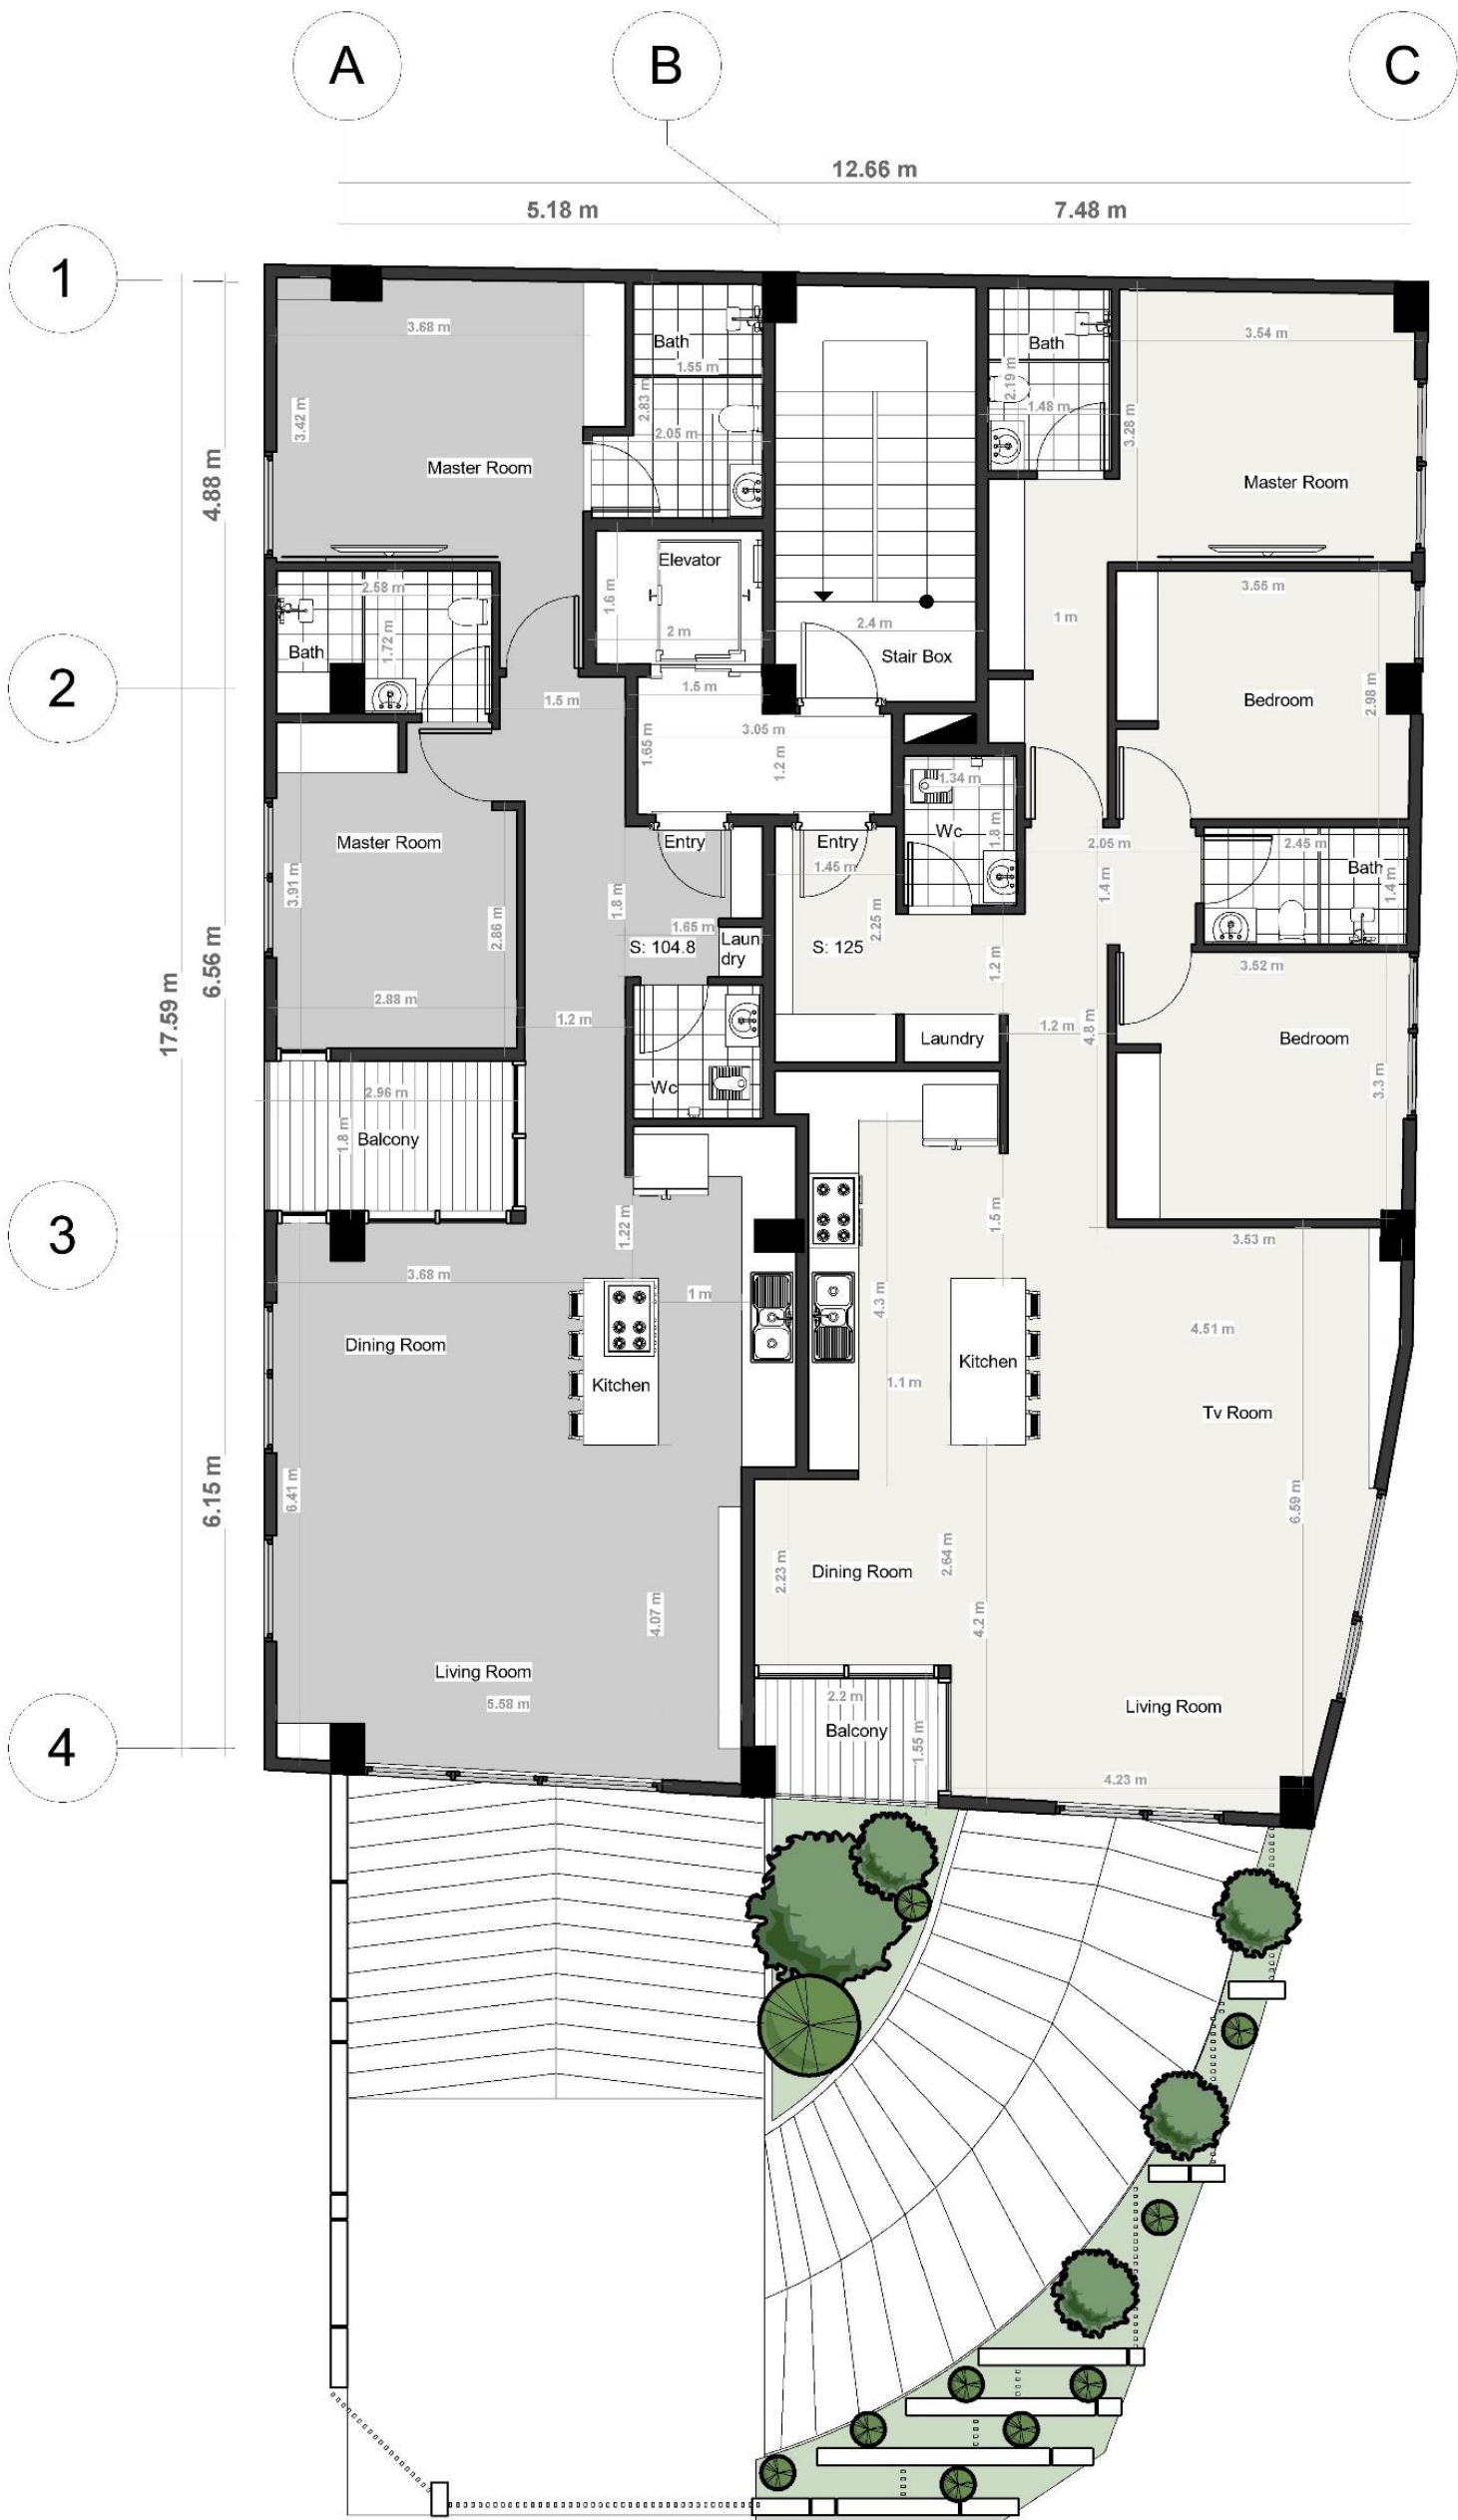 A
B
C
12.66 m
5.18 m
7.48 m
1
3.68 m
Bath
1.55 m
Bath
3.54 m
2.19 m
2.83 m
1.48 m
3.42 m
2.05 m
3.28 m
Master Room
Master Room
4.88 m
Elevator
2.58 m
1.6 m
3.55 m
1 m
2.4 m
2 m
1.72 m
Bath
Stair Box
2
1.5 m
1.5 m
Bedroom
2.98 m
3.05 m
1.65 m
1.2 m
1.34 m
Wc
1.8 m
Master Room
Entry
Entry
2.05 m
2.45 m
1.45 m
Bath
1.4 m
1.4 m
3.91 m
1.8 m
2.86 m
1.65 m
2.25 m
S: 104.8
Laun
dry
S: 125
6.56 m
1.2 m
3.52 m
2.88 m
17.59 m
1.2 m
1.2 m
4.8 m
Laundry
Bedroom
Wc
3.3 m
2.96 m
1.8 m
Balcony
3
1.22 m
1.5 m
3.53 m
3.68 m
1 m
4.3 m
4.51 m
Dining Room
Kitchen
Kitchen
1.1 m
Tv Room
6.15 m
6.41 m
6.59 m
2.23 m
Dining Room
2.64 m
4.07 m
4.2 m
Living Room
5.58 m
2.2 m
Living Room
Balcony
1.55 m
4
4.23 m